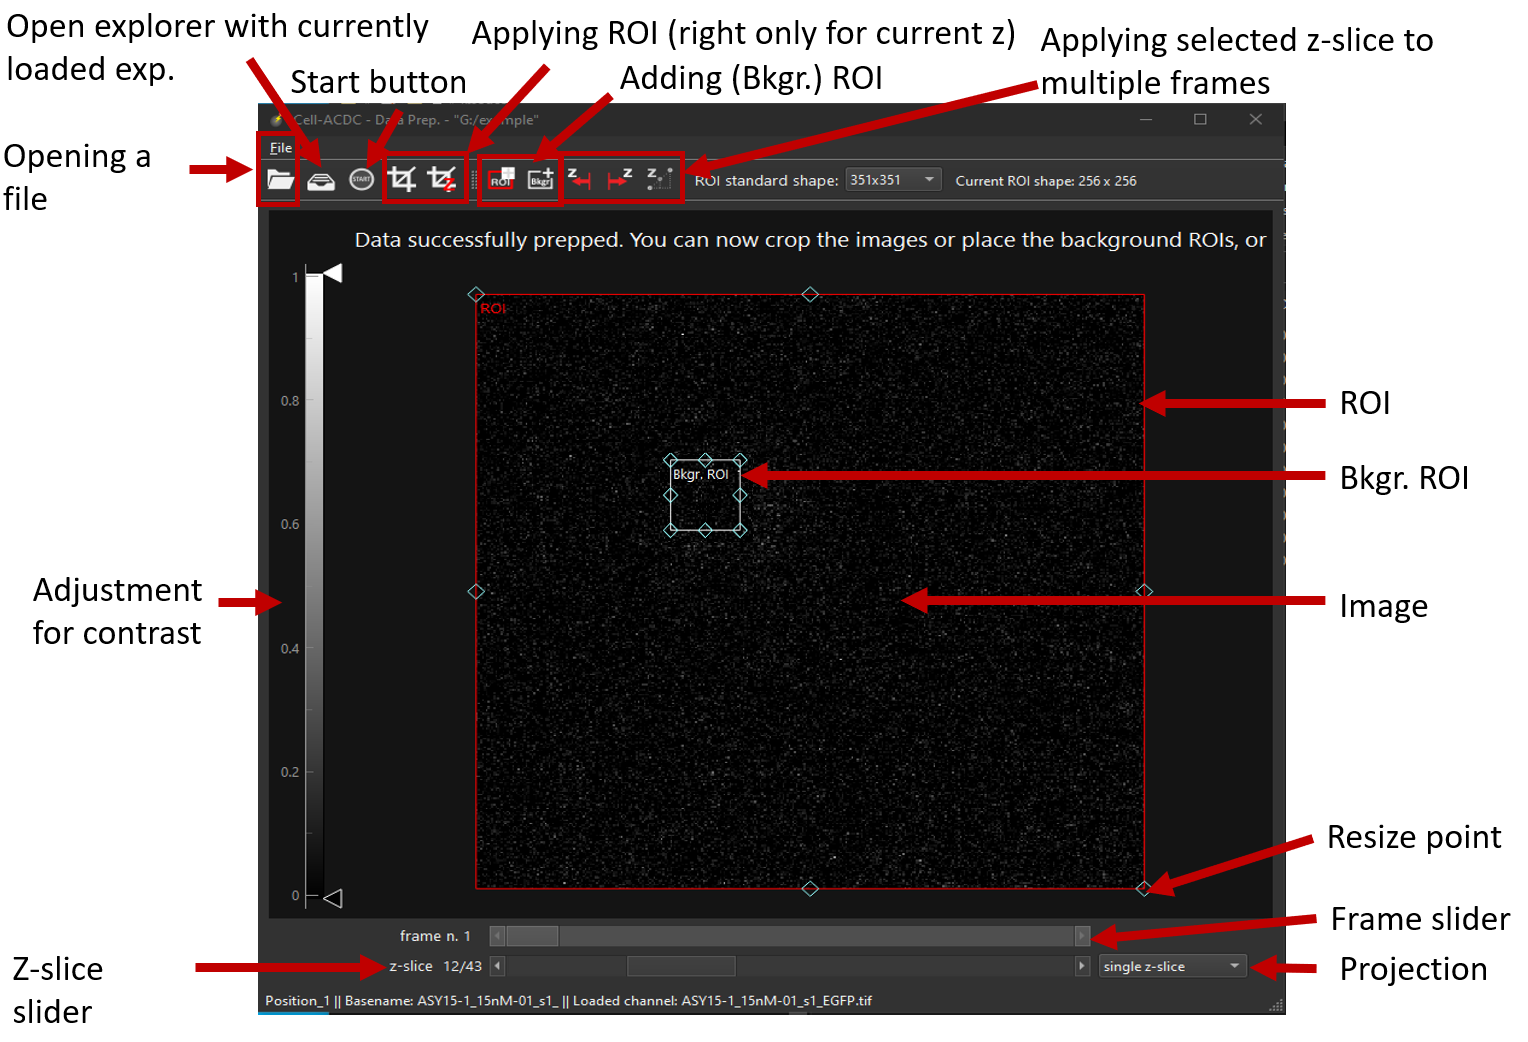 Open explorer with currently
loaded exp.
Start button
Applying ROI (right only for current z)
Adding (Bkgr.) ROI
Applying selected z-slice to
multiple frames
Opening a
file
Cell-ACDC - Data Prep. - "G:/example"
File
START
ROI
Bkgr
z
z
z
z
ROI standard shape:
351x351
Current ROI shape: 256 x 256
Data successfully prepped. You can now crop the images or place the background ROIs, or
1
0.8
0.6
0.4
0.2
0
ROI
Bkgr. ROI
ROI
Bkgr. ROI
Adjustment
for contrast
Image
Resize point
Frame slider
frame n. 1
Z-slice
slider
z-slice 12/43
single z-slice
Projection
Position_1 || Basename: ASY15-1_15nM-01_s1_ || Loaded channel: ASY15-1_15nM-01_s1_EGFP.tif